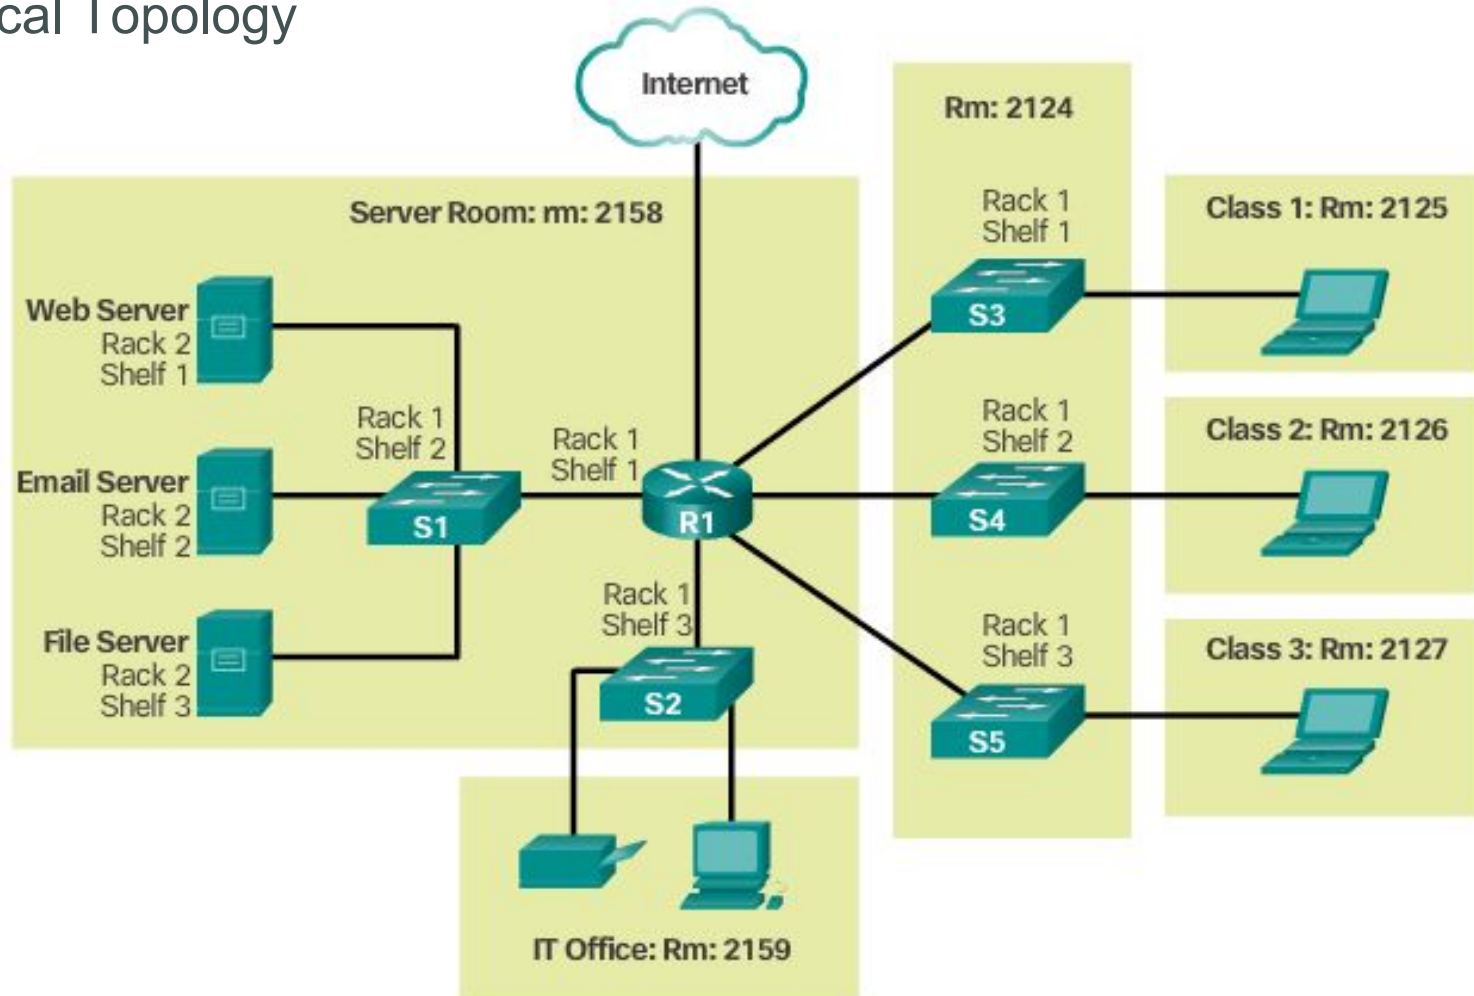 cal Topology
Internet
Rm: 2124
Server Room: rm: 2158
Rack 1
Shelf 1
Class 1: Rm: 2125
Web Server
Rack 2
Shelf 1
S3
Rack 1
Shelf 2
Rack 1
Shelf 1
Rack 1
Shelf 2
Class 2: Rm: 2126
Email Server
Rack 2
Shelf 2
S1
R1
S4
Rack 1
Shelf 3
Rack 1
Shelf 3
Class 3: Rm: 2127
File Server
Rack 2
Shelf 3
S2
S5
IT Office: Rm: 2159